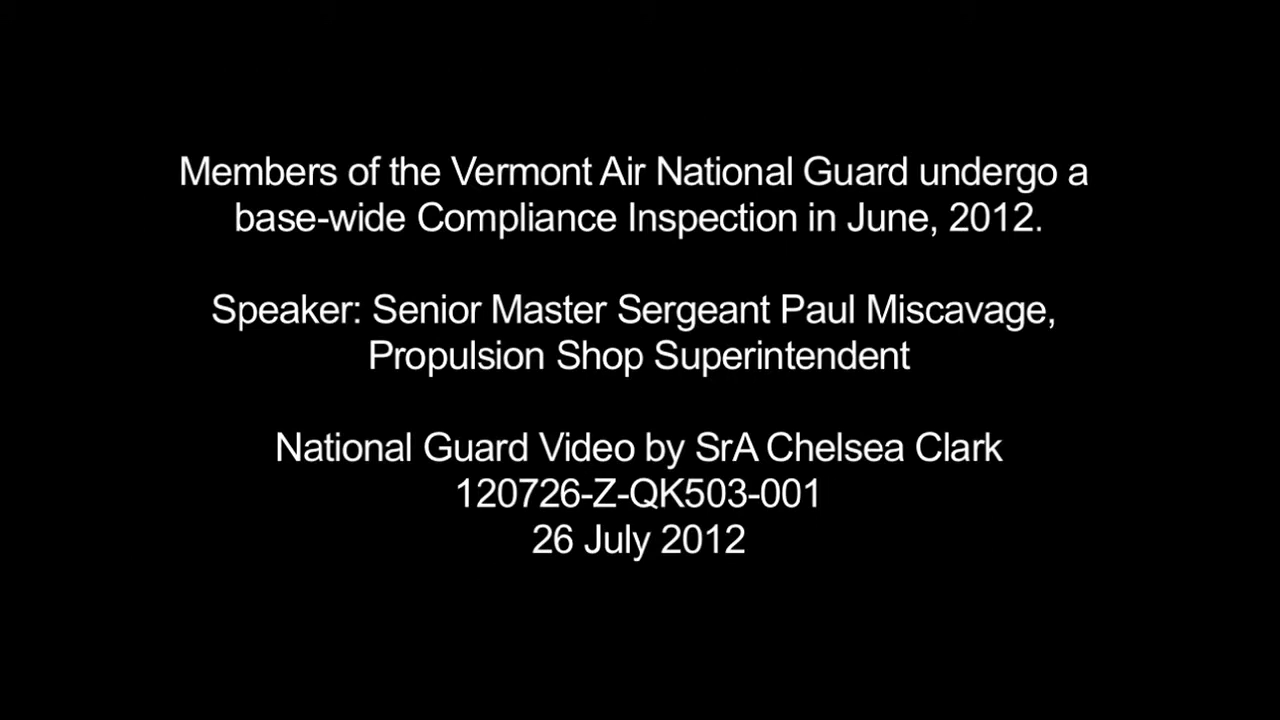 Members of the Vermont Air National Guard undergo a
base-wide Compliance Inspection in June, 2012.
Speaker: Senior Master Sergeant Paul Miscavage,
Propulsion Shop Superintendent
National Guard Video by SrA Chelsea Clark
120726-Z-QK503-001
26 July 2012